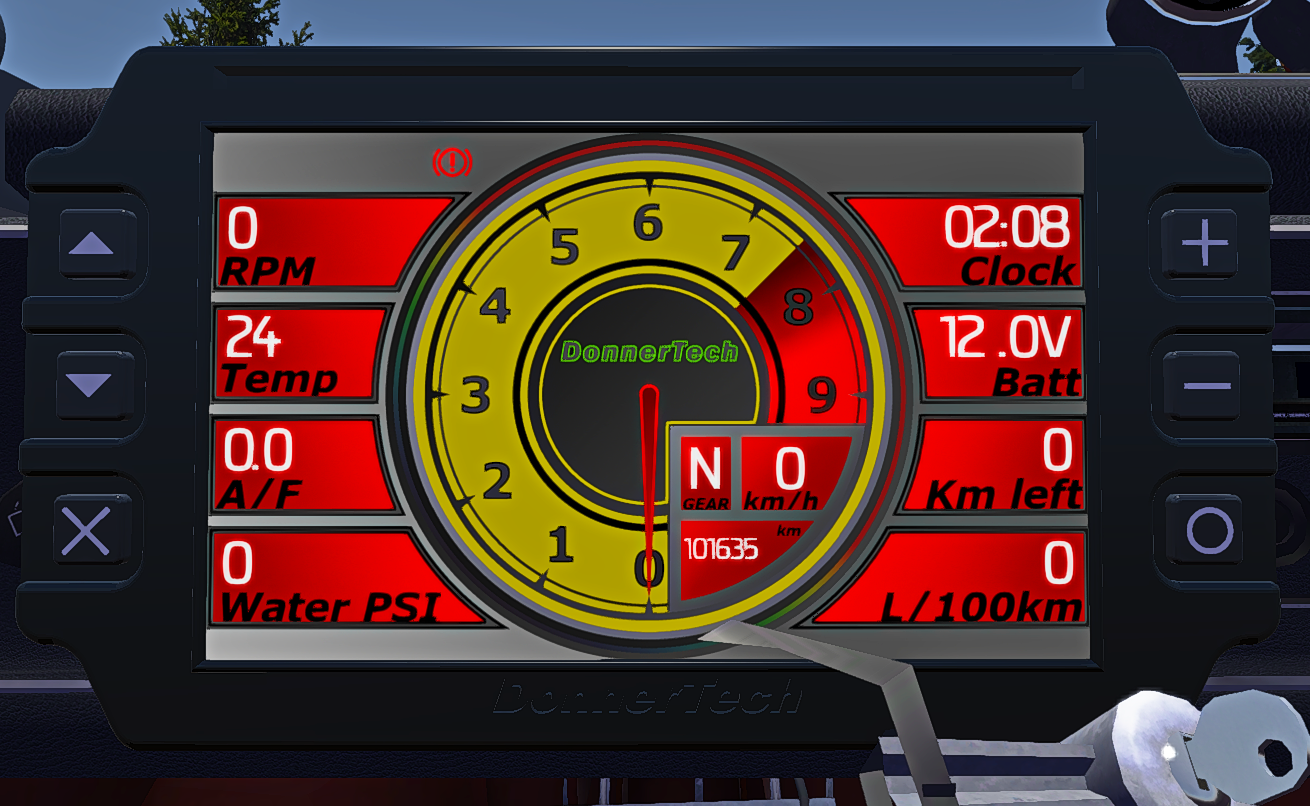 0
RPM
24
Temp
0.0
A/F
0
Water PSI
0
1
2
3
4
5
6
7
8
9
DonnerTech
N
GEAR
0
km/h
km
101635
02:08
Clock
12.0V
Batt
0
Km left
0
L/100km
DonnerTech